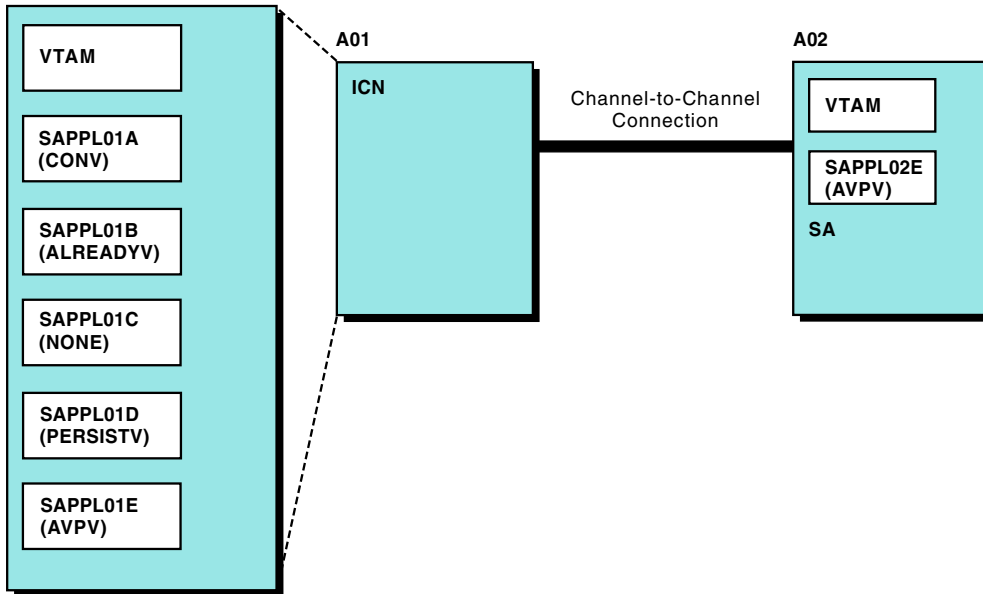 VTAM
SAPPL01A
(CONV)
SAPPL01B
(ALREADYV)
SAPPL01C
(NONE)
SAPPL01D
(PERSISTV)
SAPPL01E
(AVPV)
A01
ICN
Channel-to-Channel
Connection
A02
VTAM
SAPPL02E
(AVPV)
SA